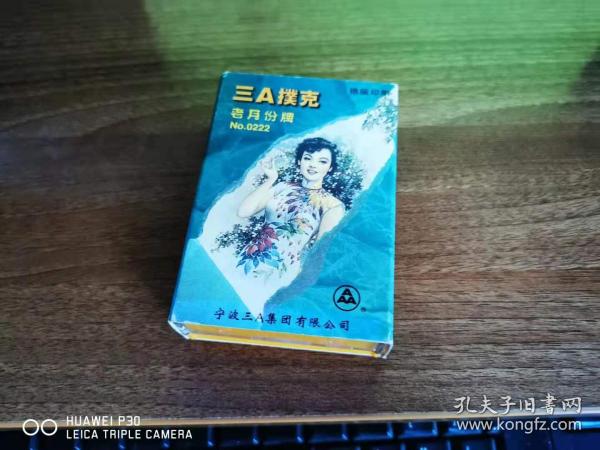 三A撲克
老月份牌
No.0222
AAA
®
宁波三A集团有限公司
HUAWEI P30
LEICA TRIPLE CAMERA
孔夫子旧书网
www.kongfz.com